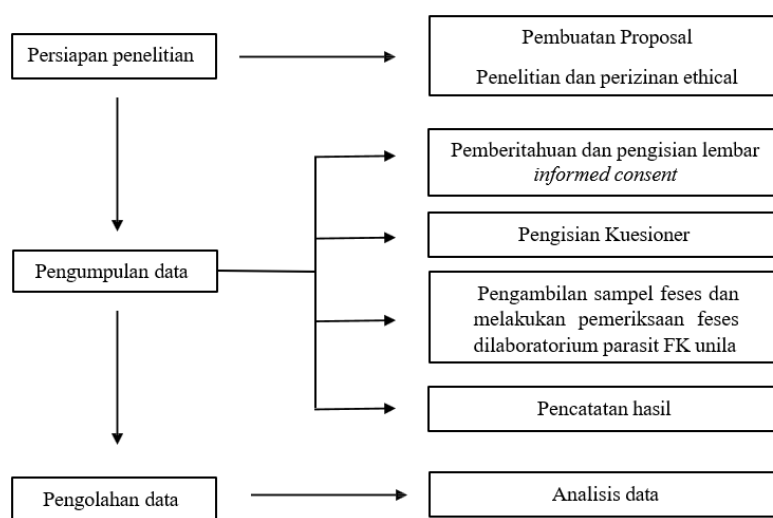 Persiapan penelitian
Pembuatan Proposal
Penelitian dan perizinan ethical
Pemberitahuan dan pengisian lembar
informed consent
Pengumpulan data
Pengisian Kuesioner
Pengambilan sampel feses dan
melakukan pemeriksaan feses
dilaboratorium parasit FK unila
Pencatatan hasil
Pengolahan data
Analisis data